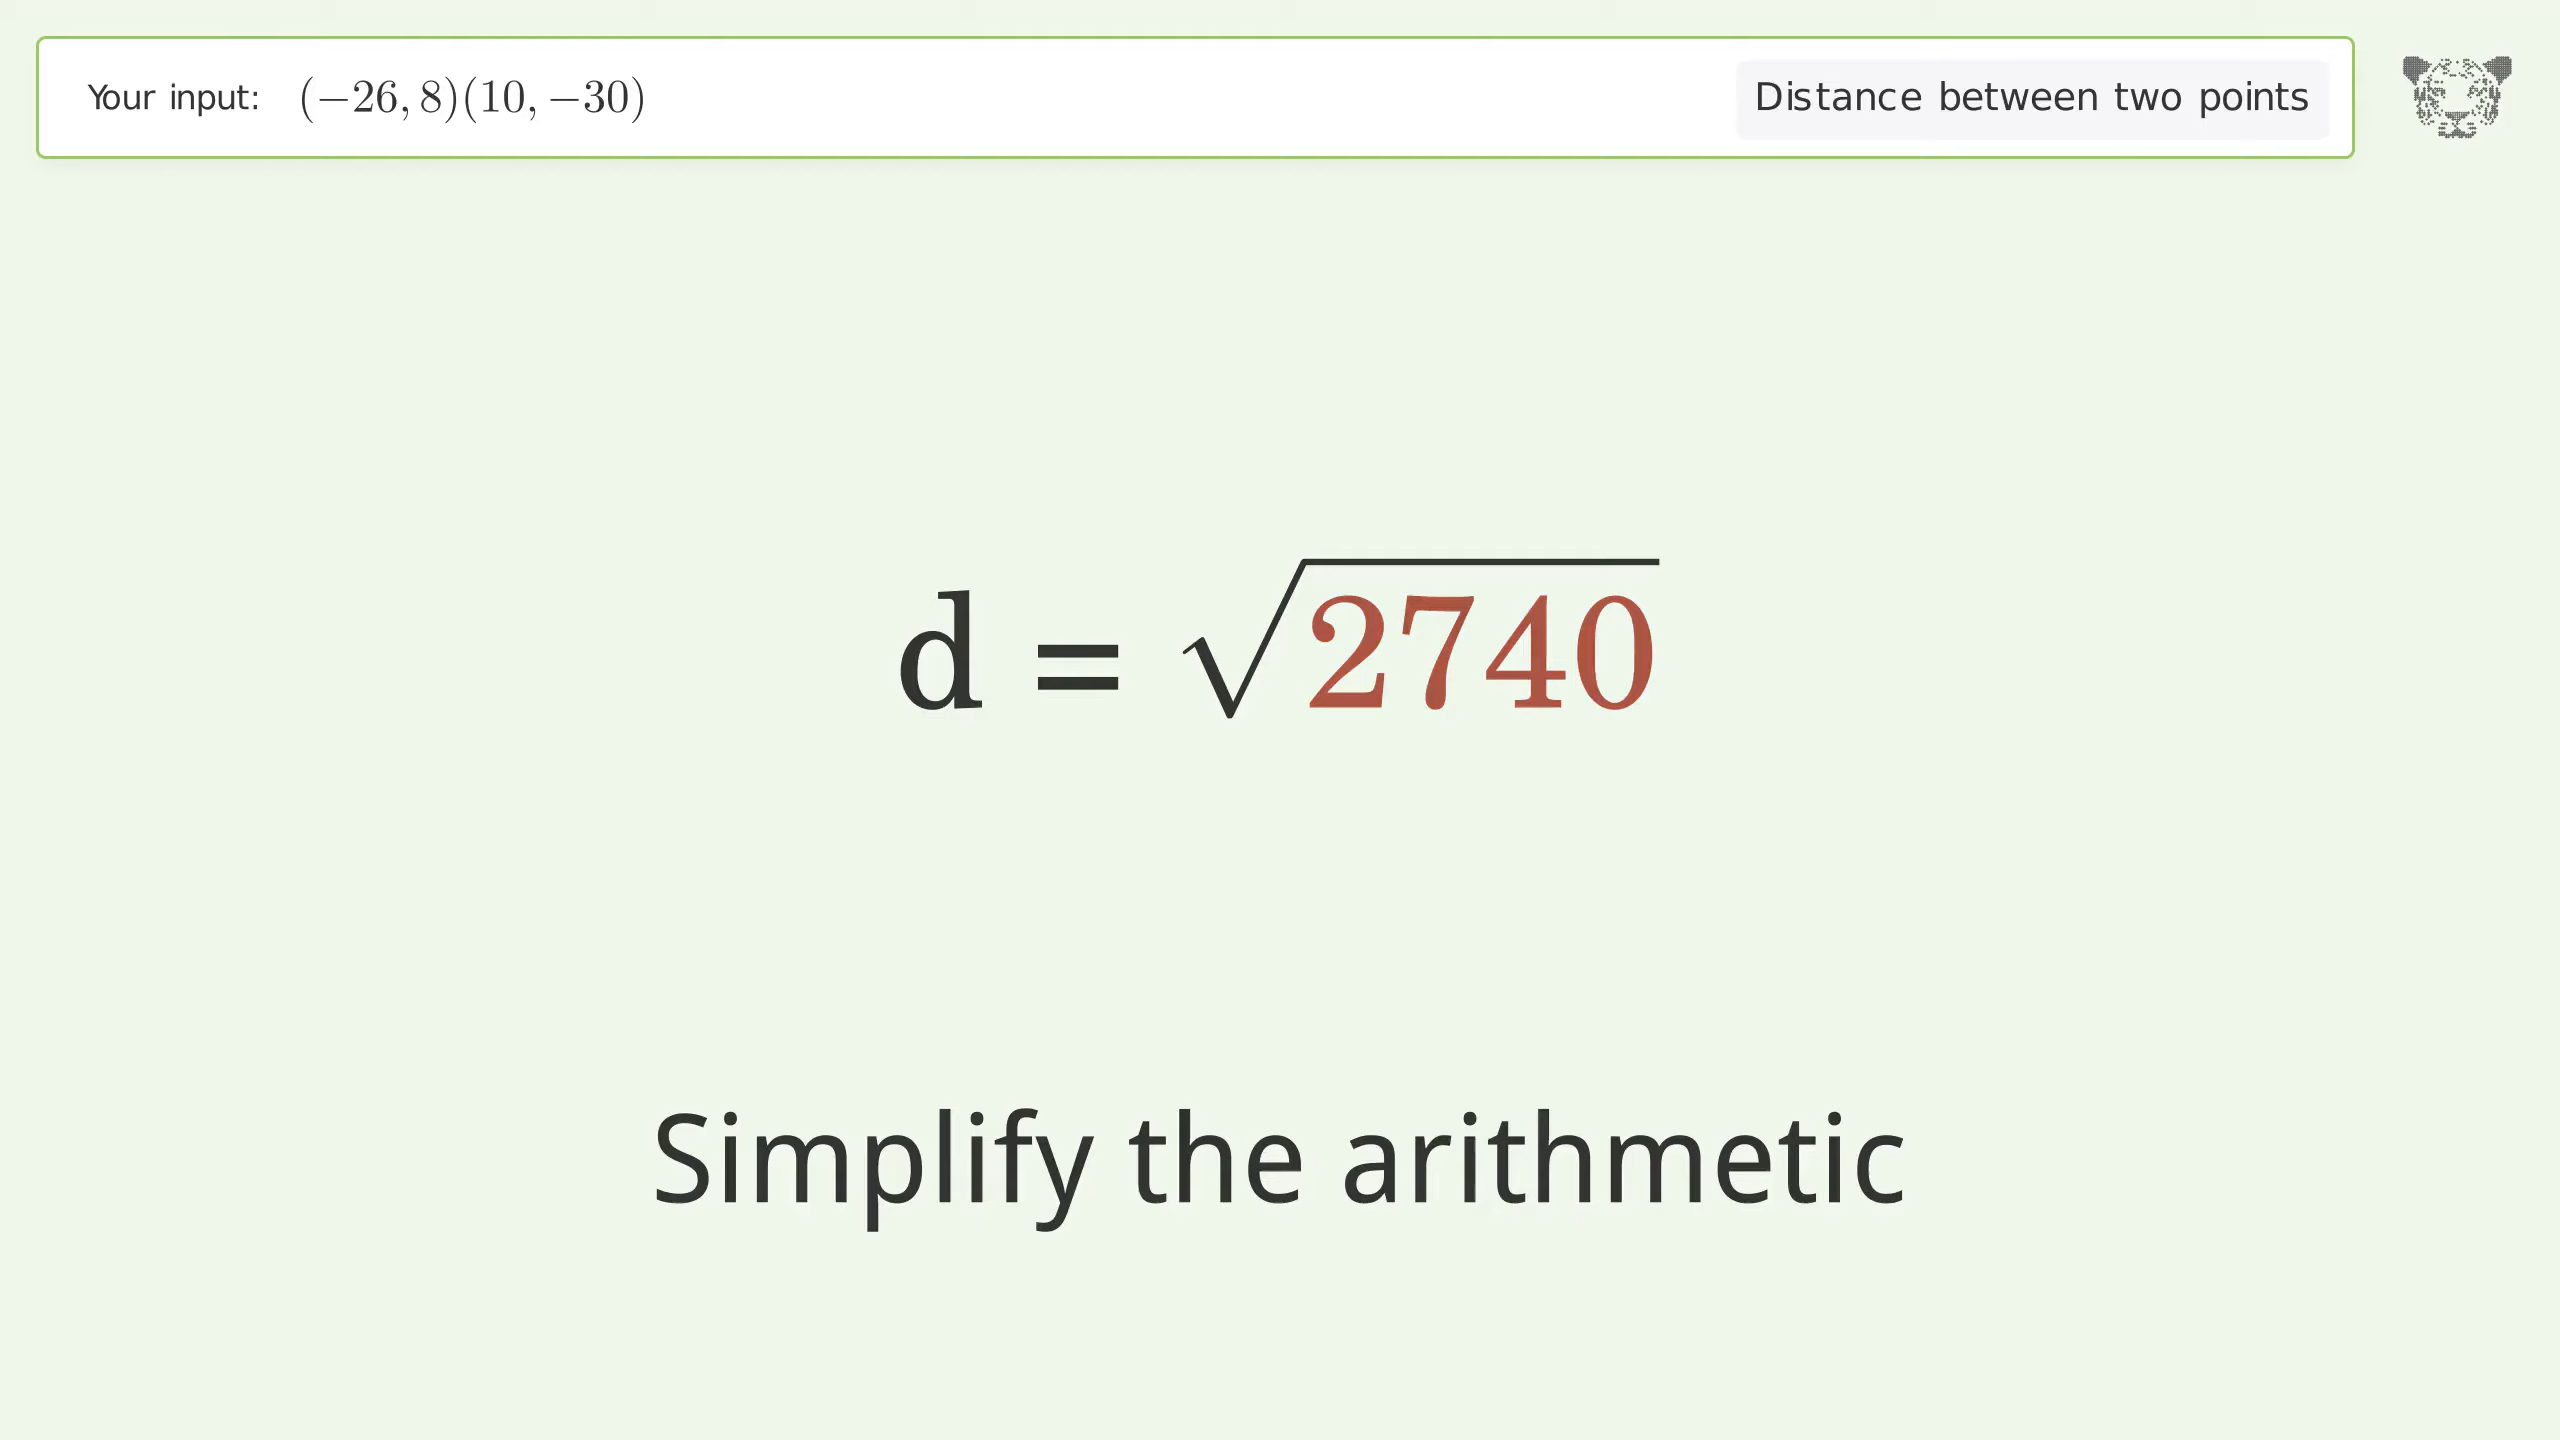 Your input: (−26, 8)(10, −30)
Distance between two points
d = √2740
Simplify the arithmetic